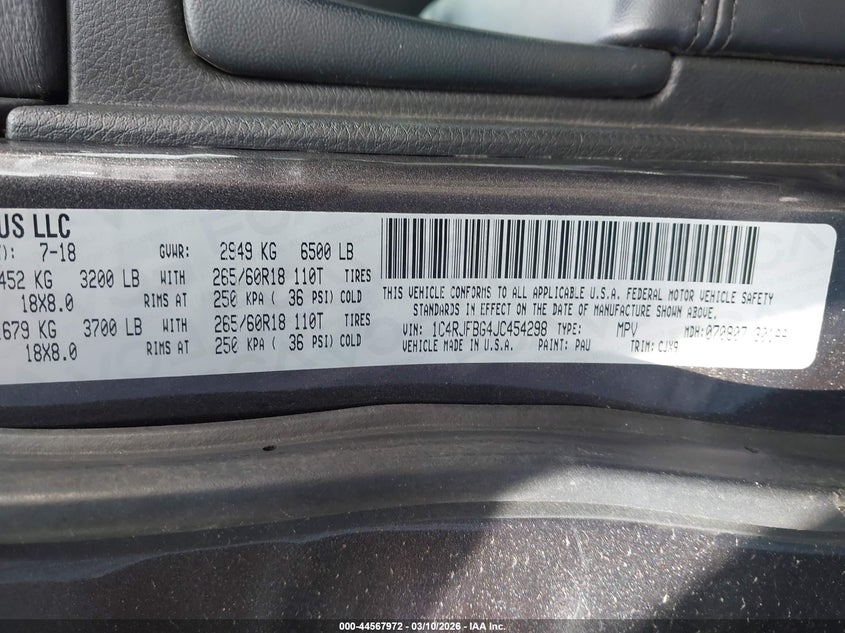 US LLC
): 7-18 GVWR: 2949 KG 6500 LB
452 KG 3200 LB WITH 265/60R18 110T TIRES
18X8.0 RIMS AT 250 KPA ( 36 PSI) COLD
679 KG 3700 LB WITH 265/60R18 110T TIRES
18X8.0 RIMS AT 250 KPA ( 36 PSI) COLD
THIS VEHICLE CONFORMS TO ALL APPLICABLE U.S.A. FEDERAL MOTOR VEHICLE SAFETY
STANDARDS IN EFFECT ON THE DATE OF MANUFACTURE SHOWN ABOVE.
VIN: 1C4RJFBG4JC454298 TYPE: MPV MDH:070907
VEHICLE MADE IN U.S.A. PAINT: PAU TRIM: CJX9
000-44567972 — 03/10/2026 — IAA Inc.